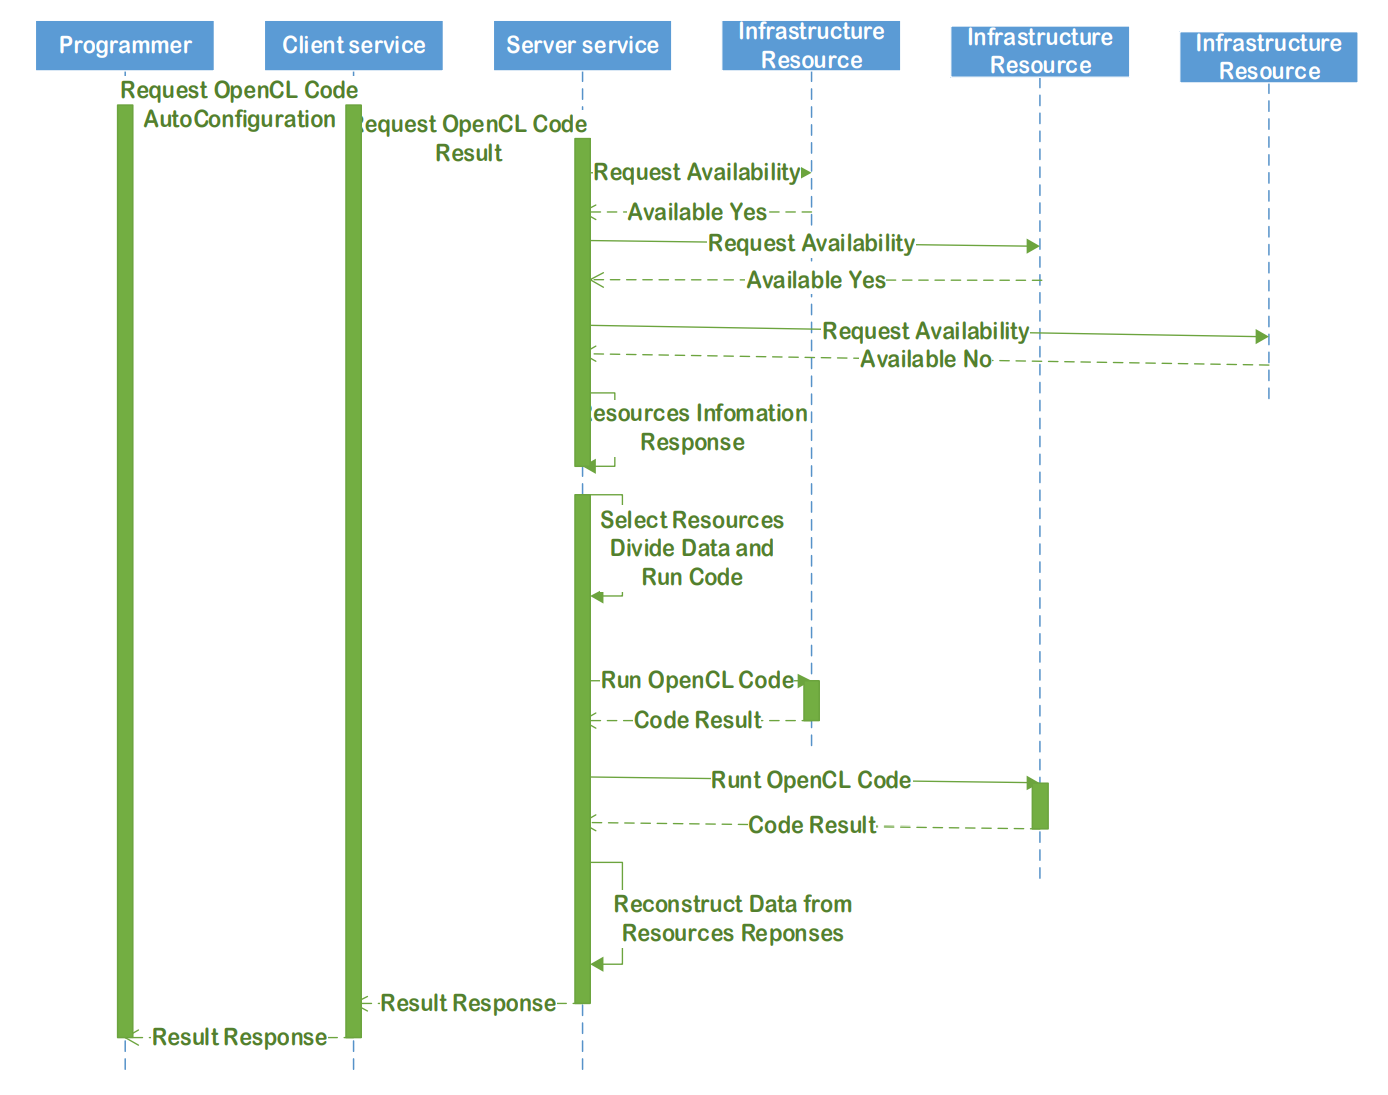 Programmer
Client service
Server service
Infrastructure
Resource
Infrastructure
Resource
Infrastructure
Resource
Request OpenCL Code
AutoConfiguration
Request OpenCL Code
Result
Request Availability
Available Yes
Request Availability
Available Yes
Request Availability
Available No
Resources Infomation
Response
Select Resources
Divide Data and
Run Code
Run OpenCL Code
Code Result
Runt OpenCL Code
Code Result
Reconstruct Data from
Resources Reponses
Result Response
Result Response